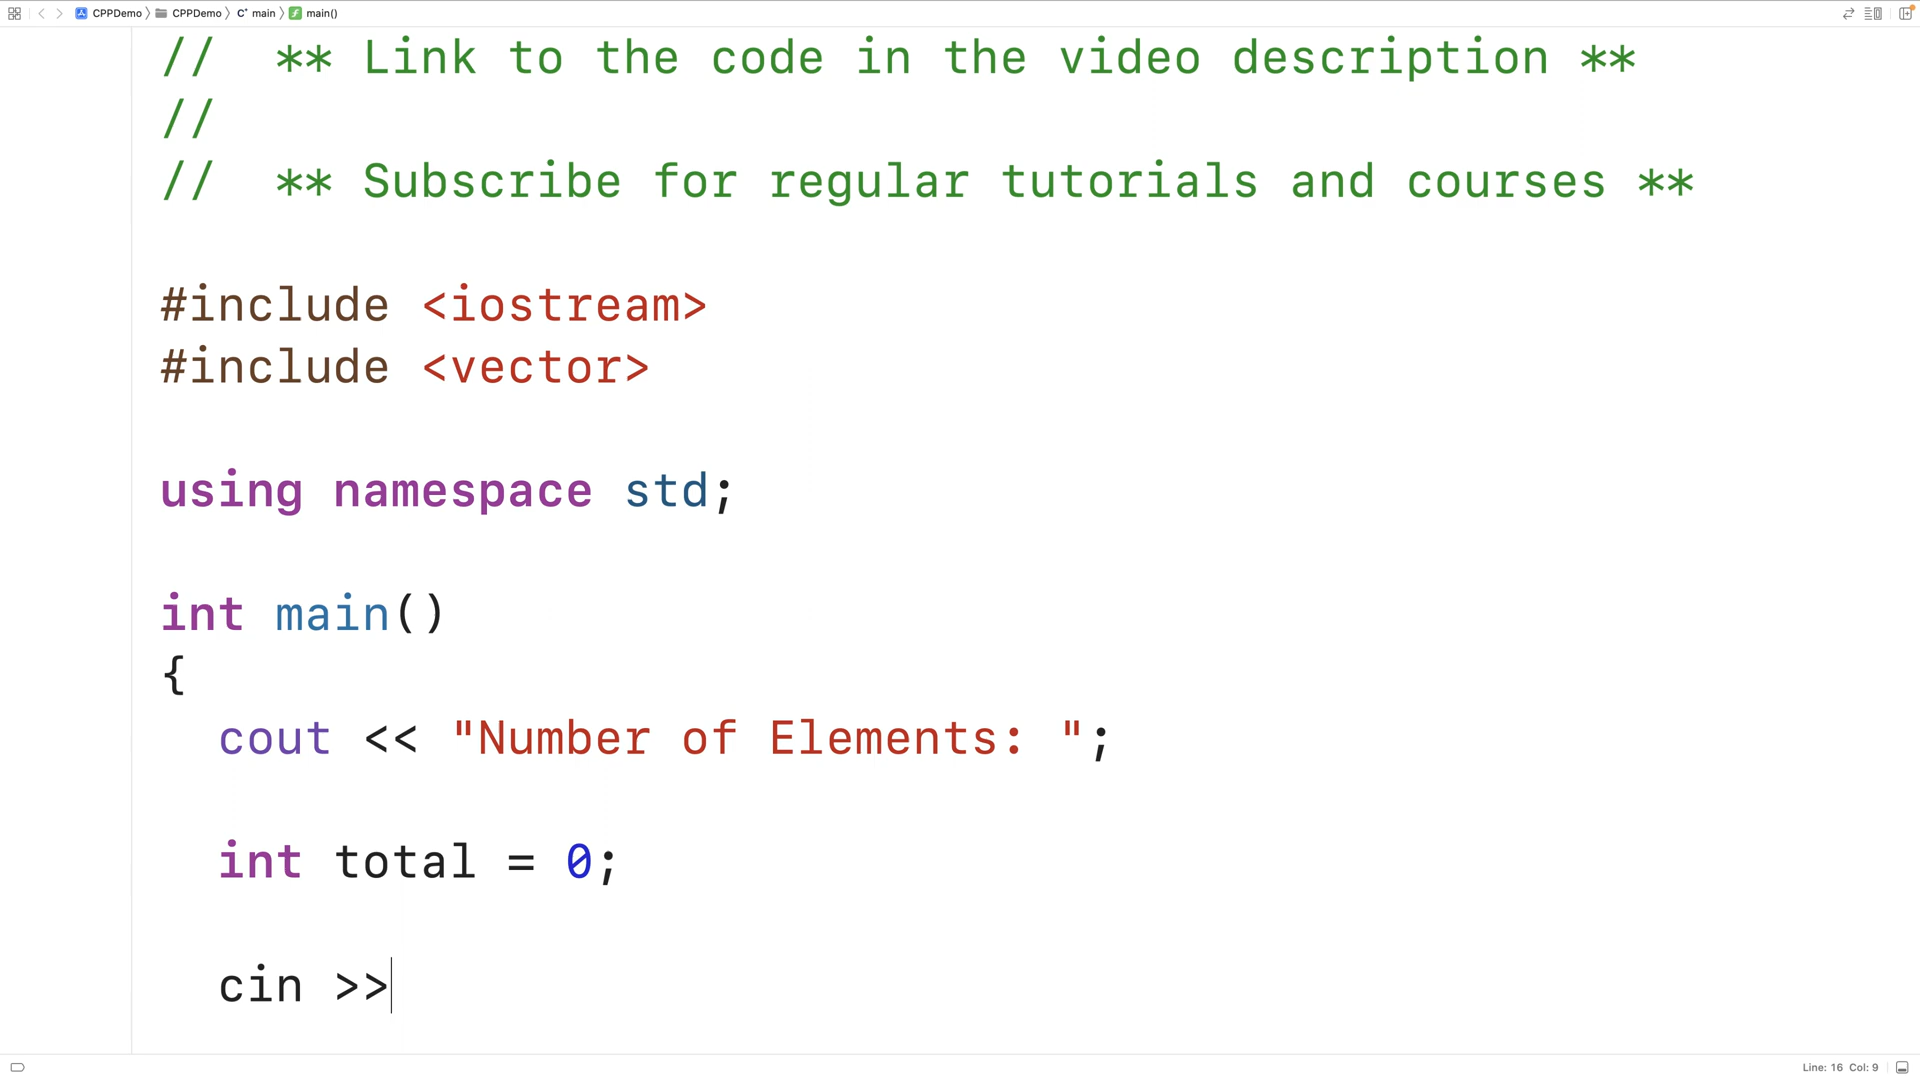 CPPDemo CPPDemo C+ main f main()
//  ** Link to the code in the video description **
//
//  ** Subscribe for regular tutorials and courses **
#include <iostream>
#include <vector>
using namespace std;
int main()
{
  cout << "Number of Elements: ";
  int total = 0;
  cin >>
Line: 16 Col: 9